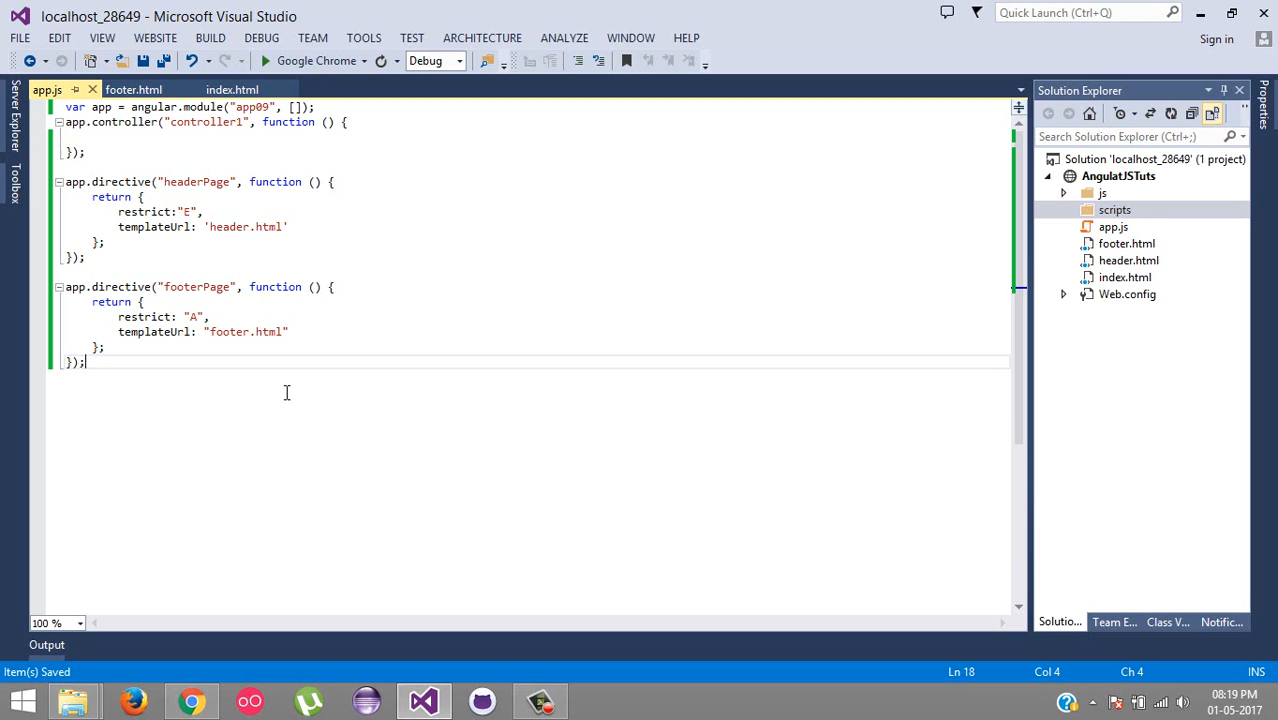 localhost_28649 - Microsoft Visual Studio
Quick Launch (Ctrl+Q)
FILE EDIT VIEW WEBSITE BUILD DEBUG TEAM TOOLS TEST ARCHITECTURE ANALYZE WINDOW HELP
Sign in
Google Chrome
Debug
app.js footer.html index.html
Server Explorer
Toolbox
var app = angular.module("app09", []);
app.controller("controller1", function () {
});
app.directive("headerPage", function () {
return {
restrict:"E",
templateUrl: 'header.html'
};
});
app.directive("footerPage", function () {
return {
restrict: "A",
templateUrl: "footer.html"
};
});
100 %
Solution Explorer
Search Solution Explorer (Ctrl+;)
Solution 'localhost_28649' (1 project)
AngulatJSTuts
js
scripts
app.js
footer.html
header.html
index.html
Web.config
Solutio... Team E... Class V... Notific...
Properties
Output
Item(s) Saved
Ln 18 Col 4 Ch 4 INS
08:19 PM
01-05-2017